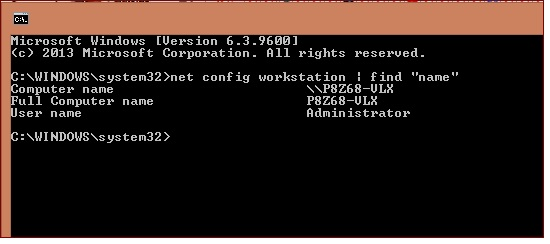 Microsoft Windows [Version 6.3.9600]
(c) 2013 Microsoft Corporation. All rights reserved.
C:\WINDOWS\system32>net config workstation | find "name"
Computer name \\P8Z68-VLX
Full Computer name P8Z68-VLX
User name Administrator
C:\WINDOWS\system32>